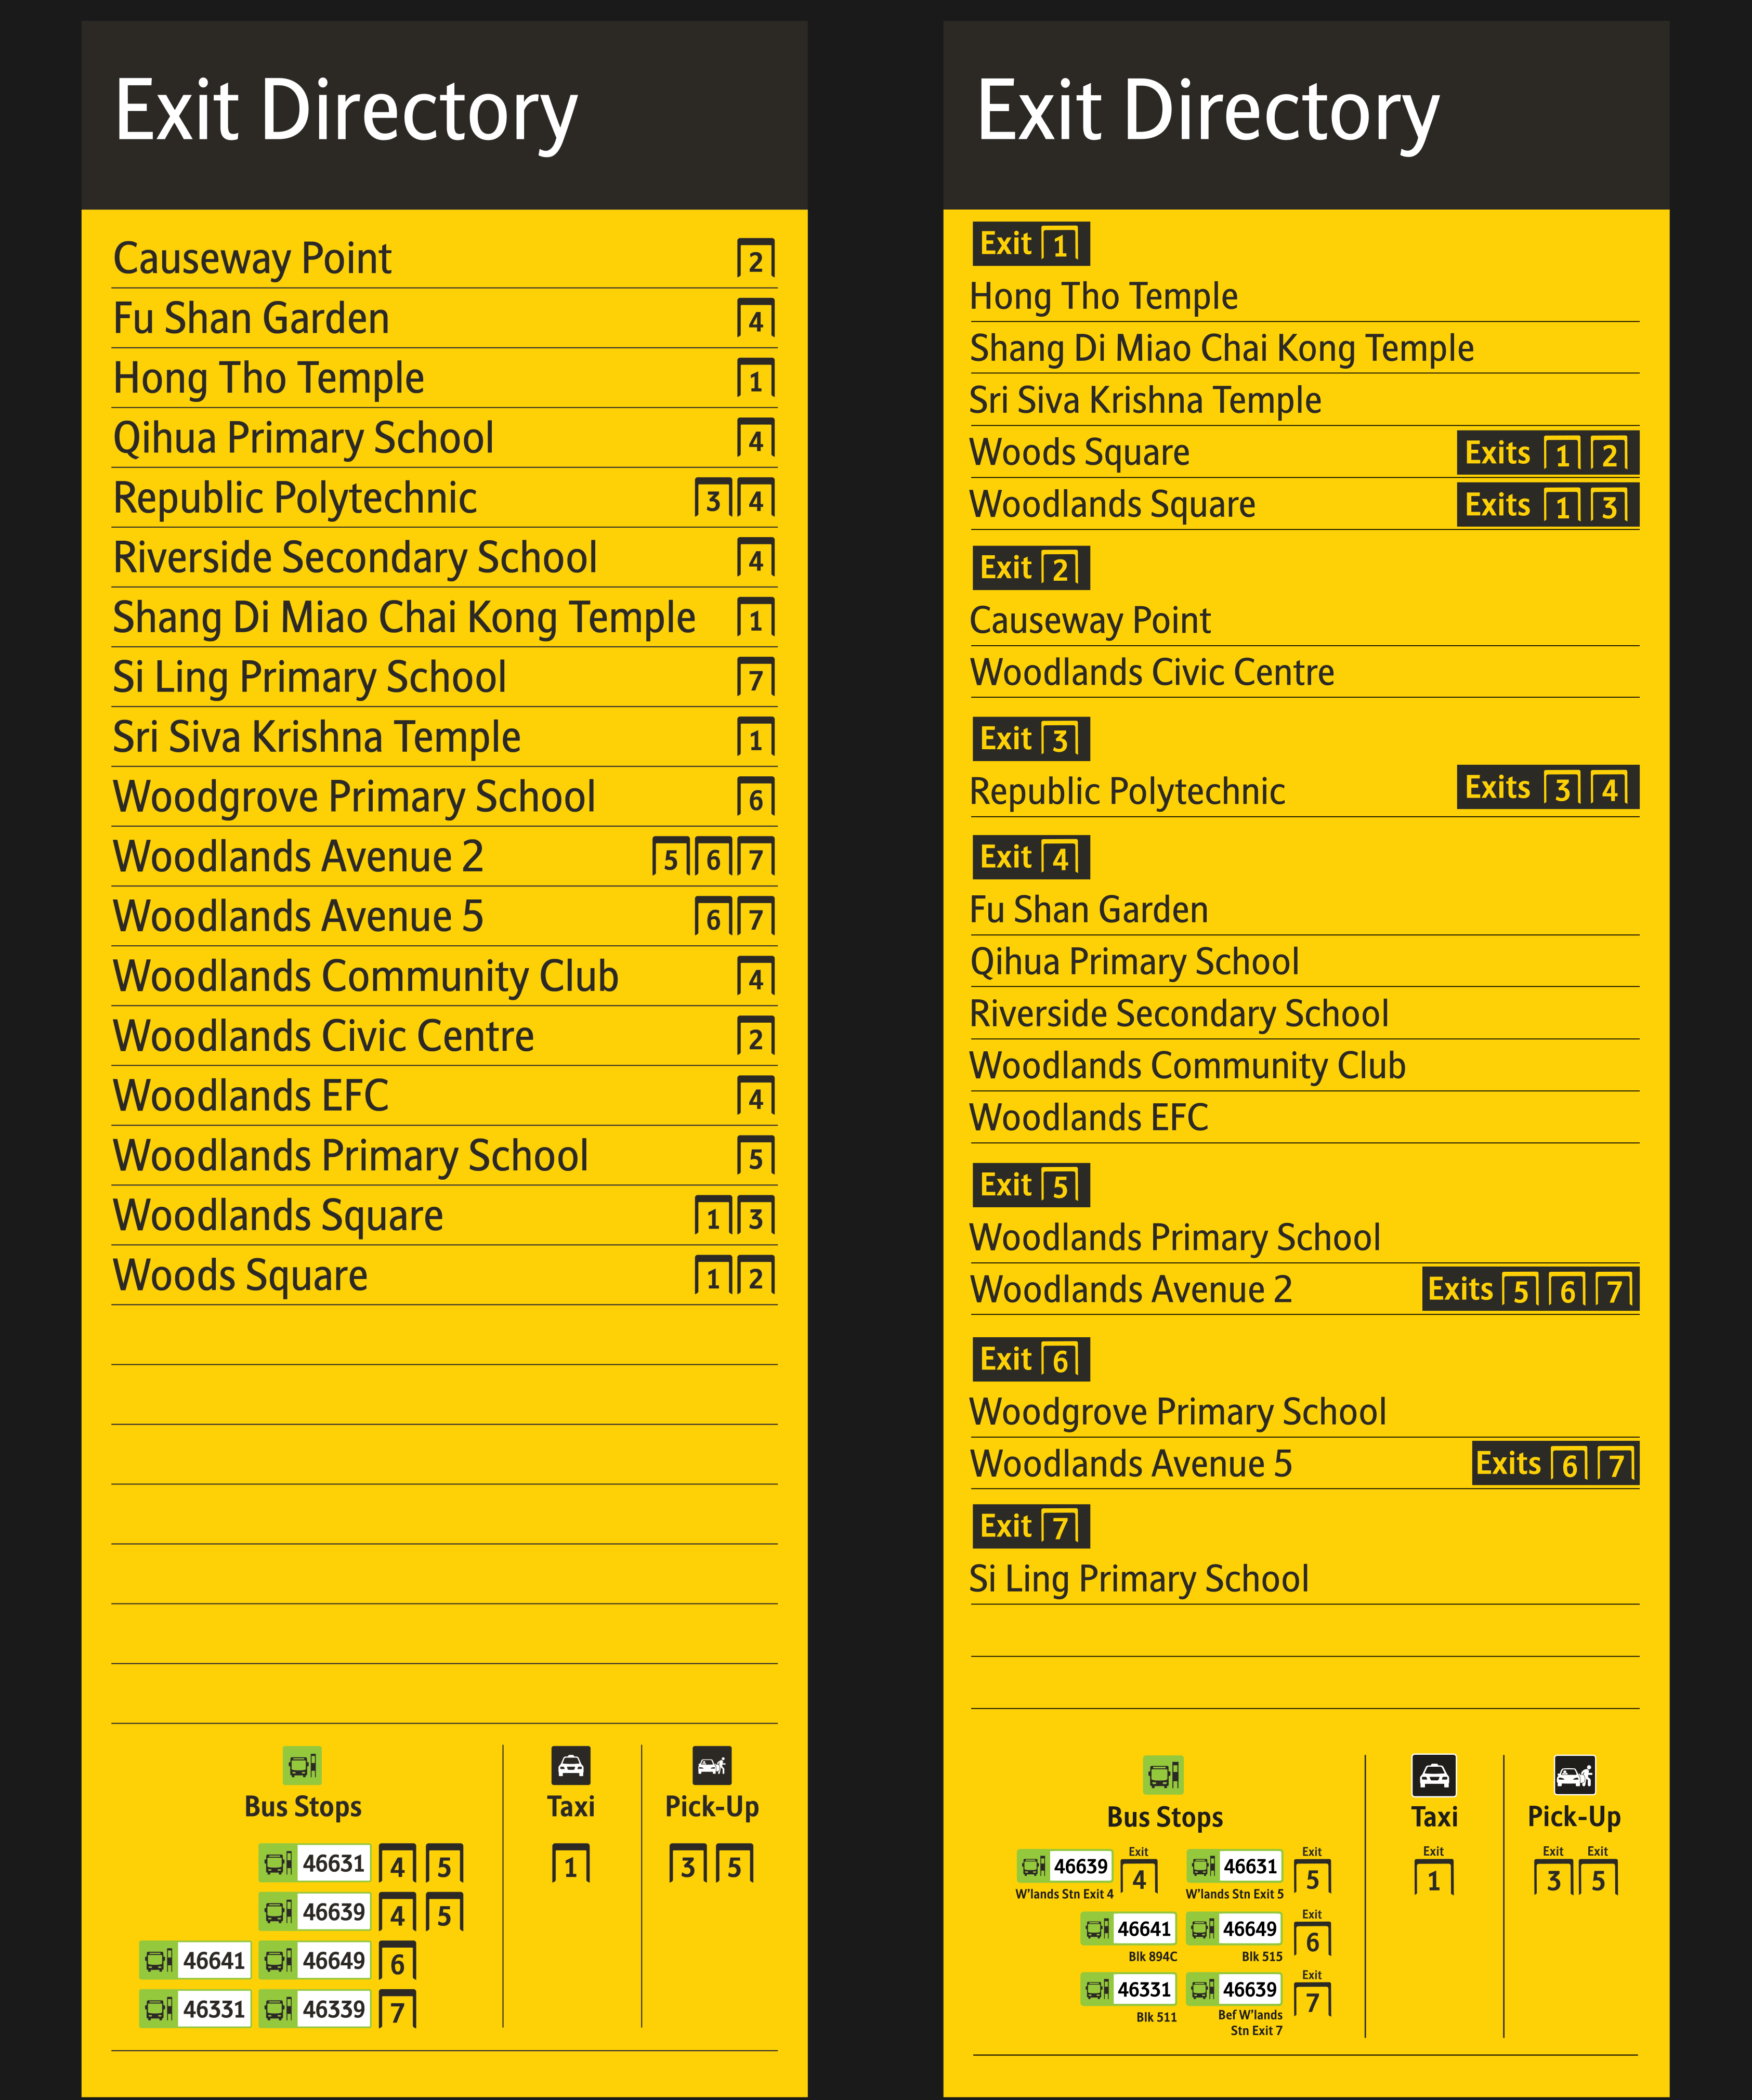 Exit Directory
Causeway Point 2
Fu Shan Garden 4
Hong Tho Temple 1
Qihua Primary School 4
Republic Polytechnic 3 4
Riverside Secondary School 4
Shang Di Miao Chai Kong Temple 1
Si Ling Primary School 7
Sri Siva Krishna Temple 1
Woodgrove Primary School 6
Woodlands Avenue 2 5 6 7
Woodlands Avenue 5 6 7
Woodlands Community Club 4
Woodlands Civic Centre 2
Woodlands EFC 4
Woodlands Primary School 5
Woodlands Square 1 3
Woods Square 1 2
Bus Stops
46631 4 5
46639 4 5
46641 46649 6
46331 46339 7
Taxi
1
Pick-Up
3 5
Exit Directory
Exit 1
Hong Tho Temple
Shang Di Miao Chai Kong Temple
Sri Siva Krishna Temple
Woods Square Exits 1 2
Woodlands Square Exits 1 3
Exit 2
Causeway Point
Woodlands Civic Centre
Exit 3
Republic Polytechnic Exits 3 4
Exit 4
Fu Shan Garden
Qihua Primary School
Riverside Secondary School
Woodlands Community Club
Woodlands EFC
Exit 5
Woodlands Primary School
Woodlands Avenue 2 Exits 5 6 7
Exit 6
Woodgrove Primary School
Woodlands Avenue 5 Exits 6 7
Exit 7
Si Ling Primary School
Bus Stops
Exit Exit
46639 4 46631 5
W'lands Stn Exit 4 W'lands Stn Exit 5
Exit
46641 46649 6
Blk 894C Blk 515
Exit
46331 46639 7
Blk 511 Bef W'lands
Stn Exit 7
Taxi
Exit
1
Pick-Up
Exit Exit
3 5